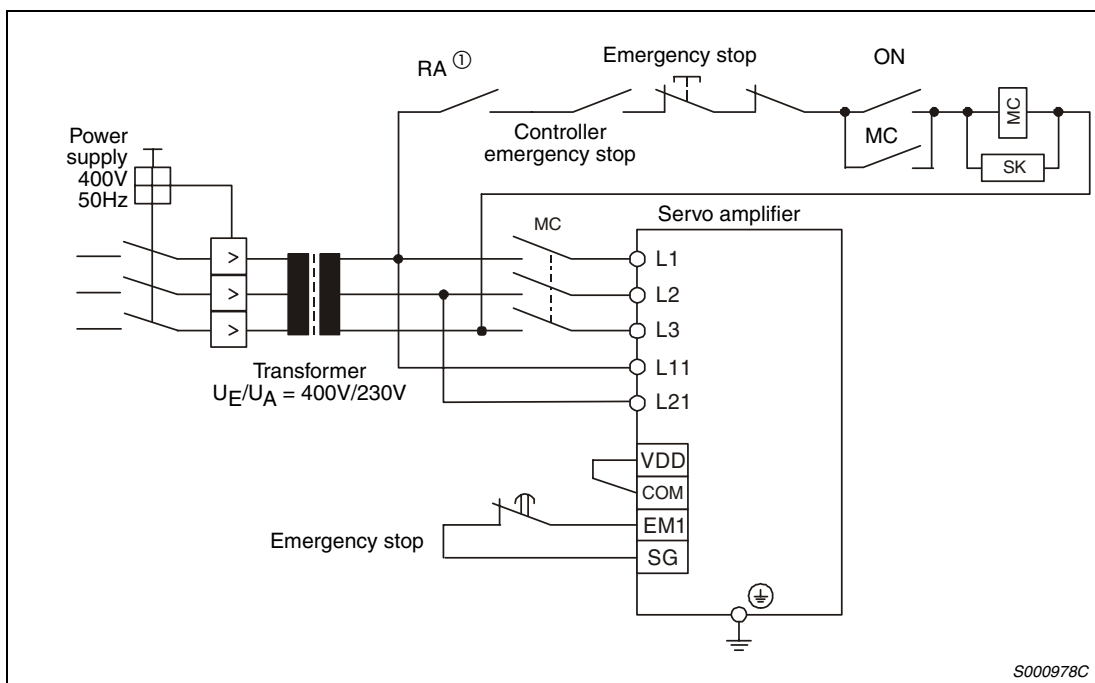 RA ①
Emergency stop
ON
Controller
emergency stop
MC
MC
SK
Power
supply
400V
50Hz
MC
Servo amplifier
>
>
>
L1
L2
L3
L11
L21
Transformer
UE/UA = 400V/230V
VDD
COM
EM1
SG
Emergency stop
S000978C